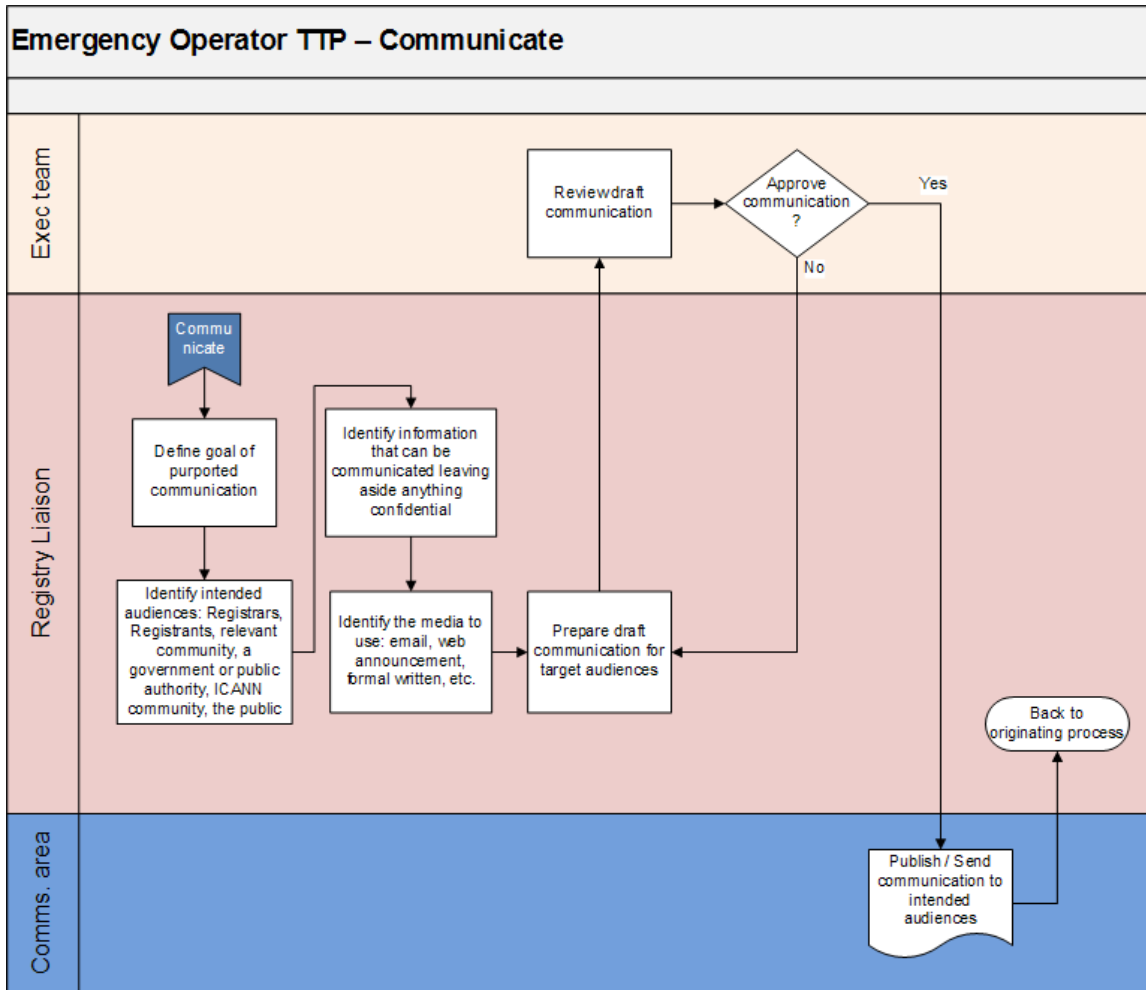 Emergency Operator TTP – Communicate
Exec team
Reviewdraft
communication
Approve
communication
?
Yes
No
Registry Liaison
Commu
nicate
Define goal of
purported
communication
Identify intended
audiences: Registrars,
Registrants, relevant
community, a
government or public
authority, ICANN
community, the public
Identify information
that can be
communicated leaving
aside anything
confidential
Identify the media to
use: email, web
announcement,
formal written, etc.
Prepare draft
communication for
target audiences
Back to
originating process
Comms. area
Publish / Send
communication to
intended
audiences